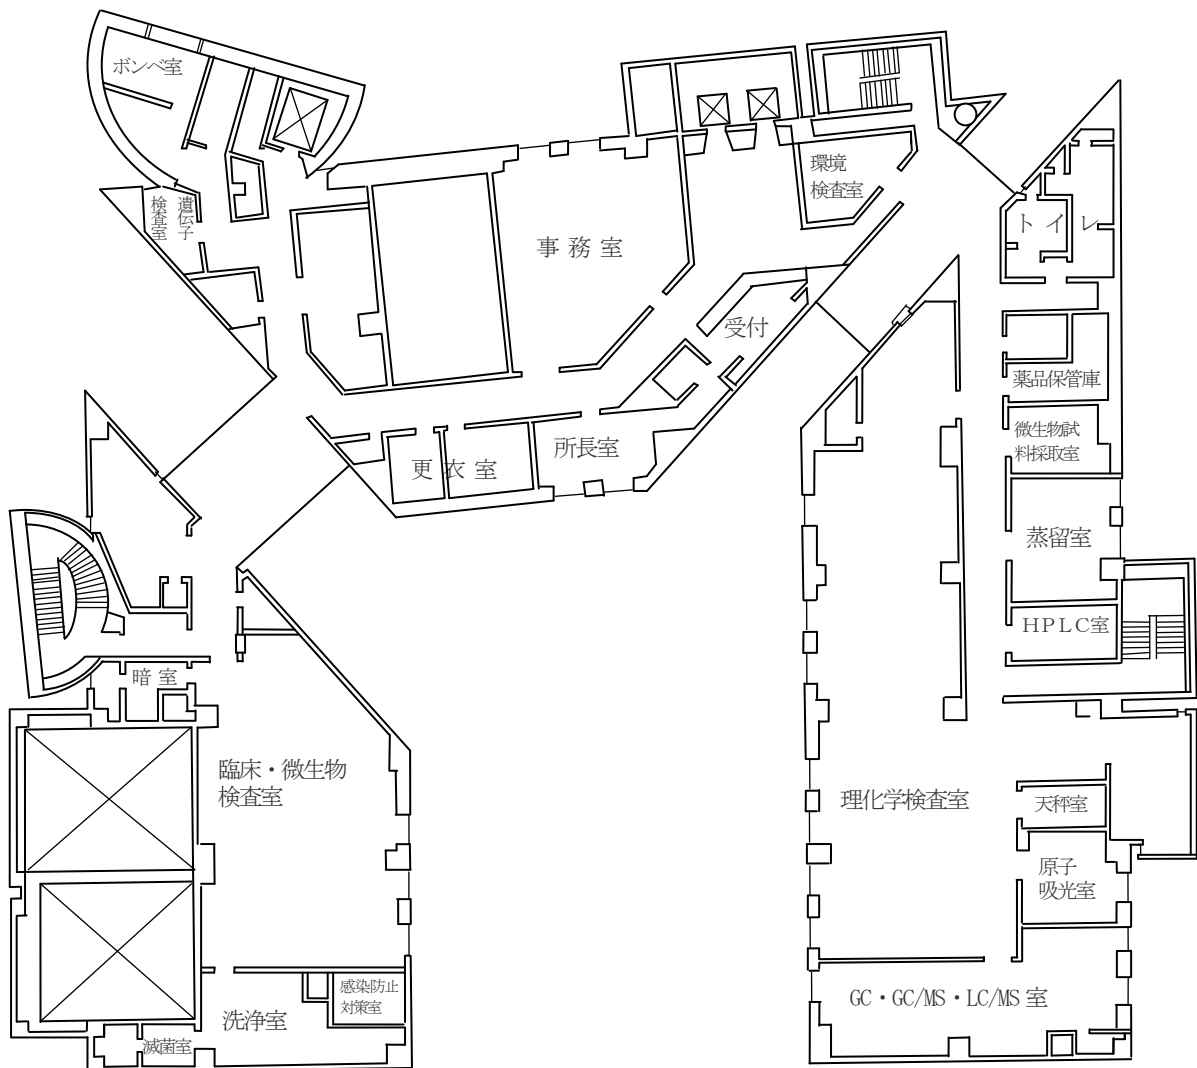 ボンベ室
遺伝子
検査室
事 務 室
環境
検査室
ト イ レ
受付
薬品保管庫
微生物試
料採取室
更 衣 室
所長室
蒸留室
HPLC室
暗 室
臨床・微生物
検査室
理化学検査室
天秤室
原子
吸光室
感染防止
対策室
洗浄室
滅菌室
GC・GC/MS・LC/MS 室